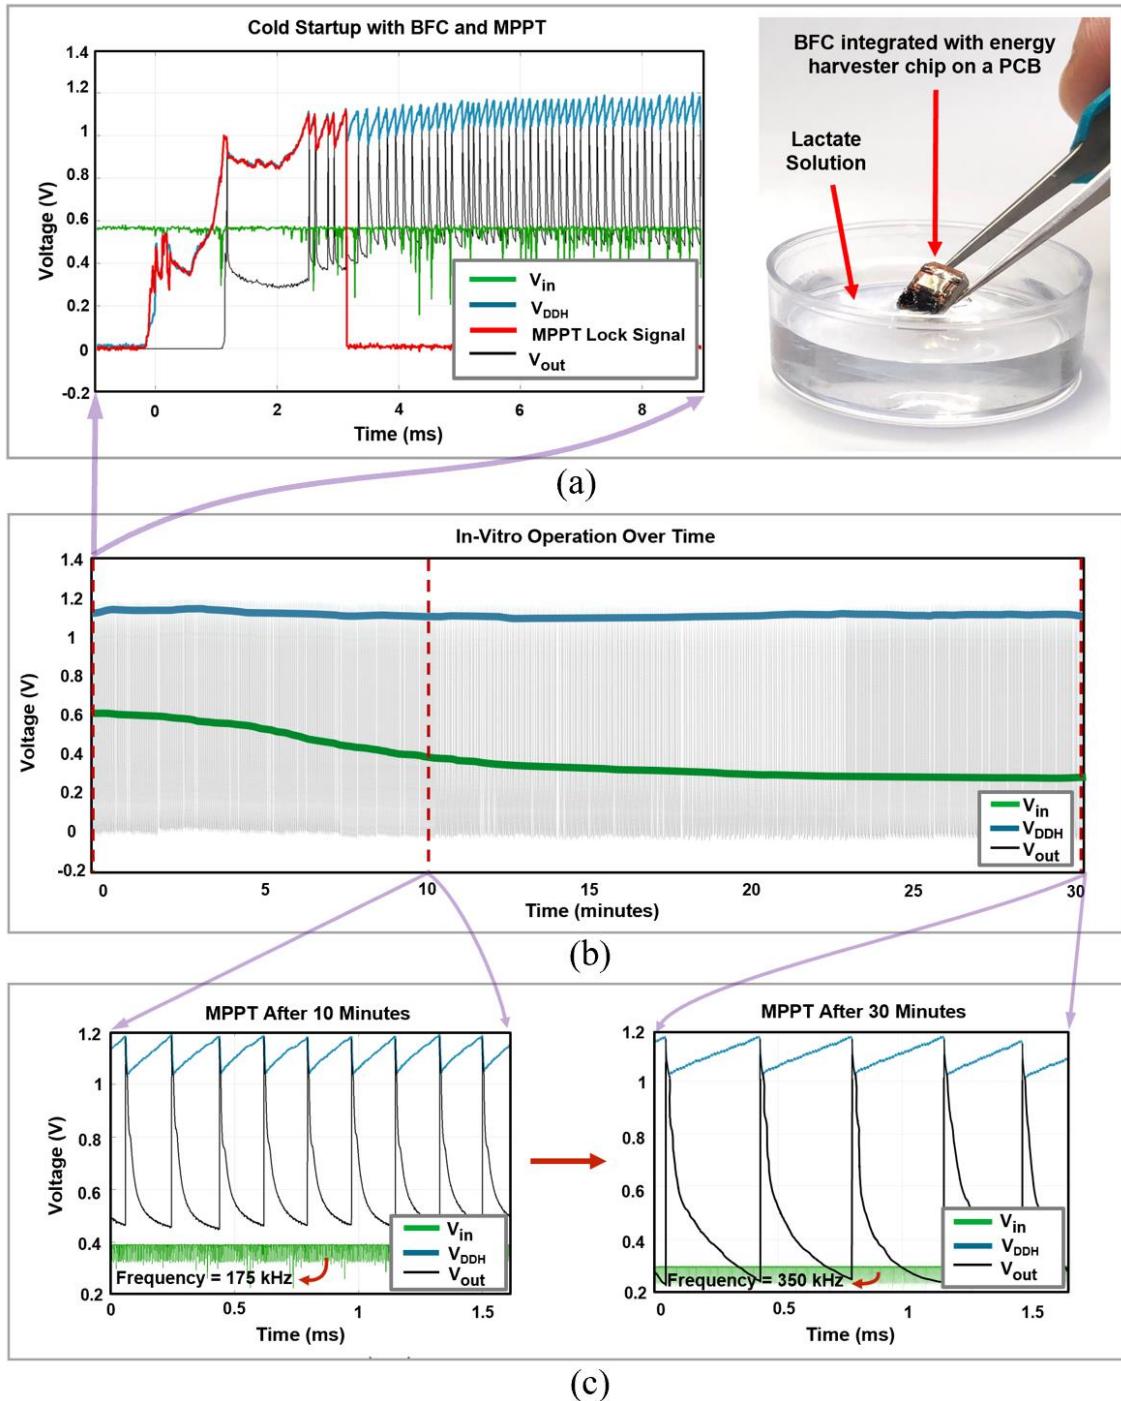 Cold Startup with BFC and MPPT
1.4
1.2
1
0.8
0.6
0.4
0.2
0
-0.2
Voltage (V)
Vin
VDDH
MPPT Lock Signal
Vout
0 2 4 6 8
Time (ms)
BFC integrated with energy
harvester chip on a PCB
Lactate
Solution
(a)
In-Vitro Operation Over Time
1.4
1.2
1
0.8
0.6
0.4
0.2
0
-0.2
Voltage (V)
Vin
VDDH
Vout
0 5 10 15 20 25 30
Time (minutes)
(b)
MPPT After 10 Minutes
1.2
1
0.8
0.6
0.4
0.2
Voltage (V)
Vin
VDDH
Vout
Frequency = 175 kHz
0 0.5 1 1.5
Time (ms)
MPPT After 30 Minutes
1.2
1
0.8
0.6
0.4
0.2
Vin
VDDH
Vout
Frequency = 350 kHz
0 0.5 1 1.5
Time (ms)
(c)